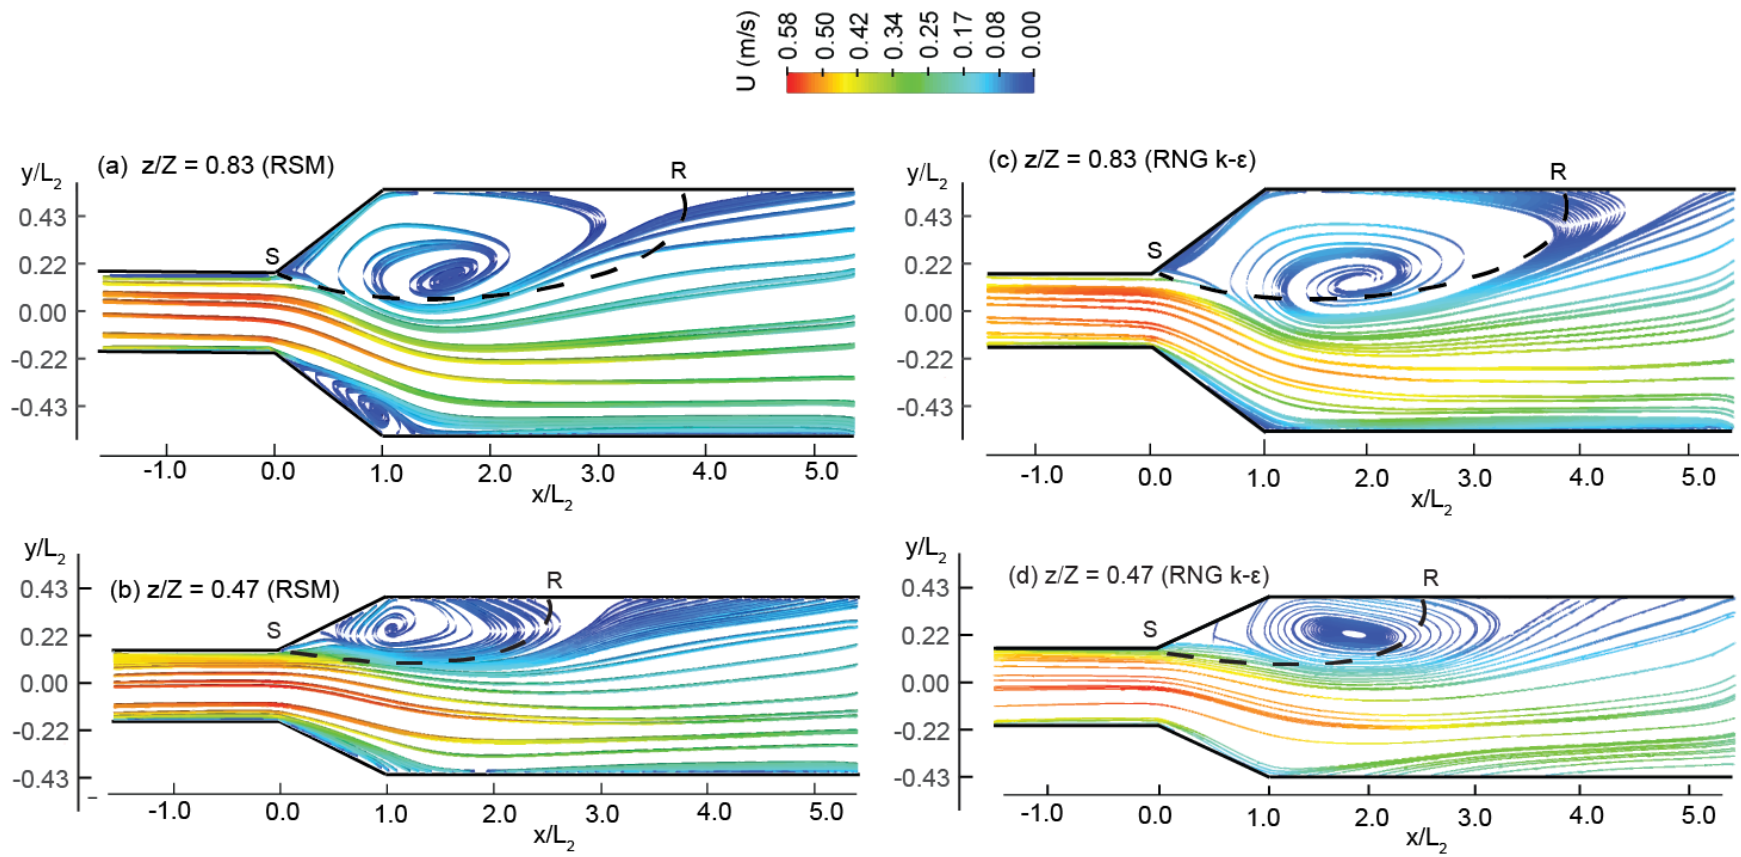 U (m/s)
0.58 0.50 0.42 0.34 0.25 0.17 0.08 0.00
(a) z/Z = 0.83 (RSM)
y/L2
R
S
0.43
0.22
0.00
-0.22
-0.43
-1.0 0.0 1.0 2.0 3.0 4.0 5.0
x/L2
(c) z/Z = 0.83 (RNG k-ε)
y/L2
R
S
0.43
0.22
0.00
-0.22
-0.43
-1.0 0.0 1.0 2.0 3.0 4.0 5.0
x/L2
y/L2
(b) z/Z = 0.47 (RSM)
R
S
0.43
0.22
0.00
-0.22
-0.43
-1.0 0.0 1.0 2.0 3.0 4.0 5.0
x/L2
y/L2
(d) z/Z = 0.47 (RNG k-ε)
R
S
0.43
0.22
0.00
-0.22
-0.43
-1.0 0.0 1.0 2.0 3.0 4.0 5.0
x/L2